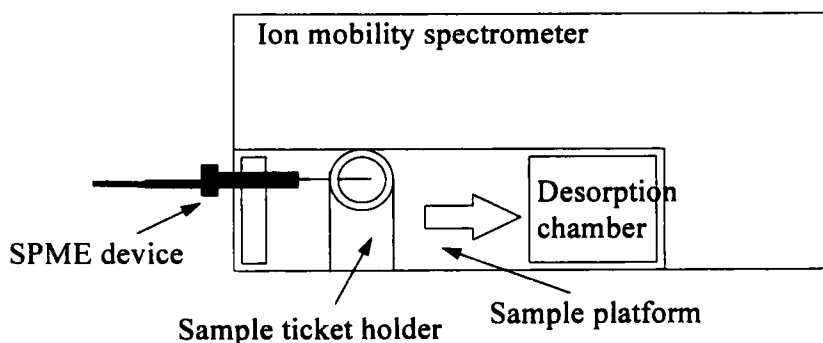 Ion mobility spectrometer
Desorption
chamber
SPME device
Sample ticket holder
Sample platform